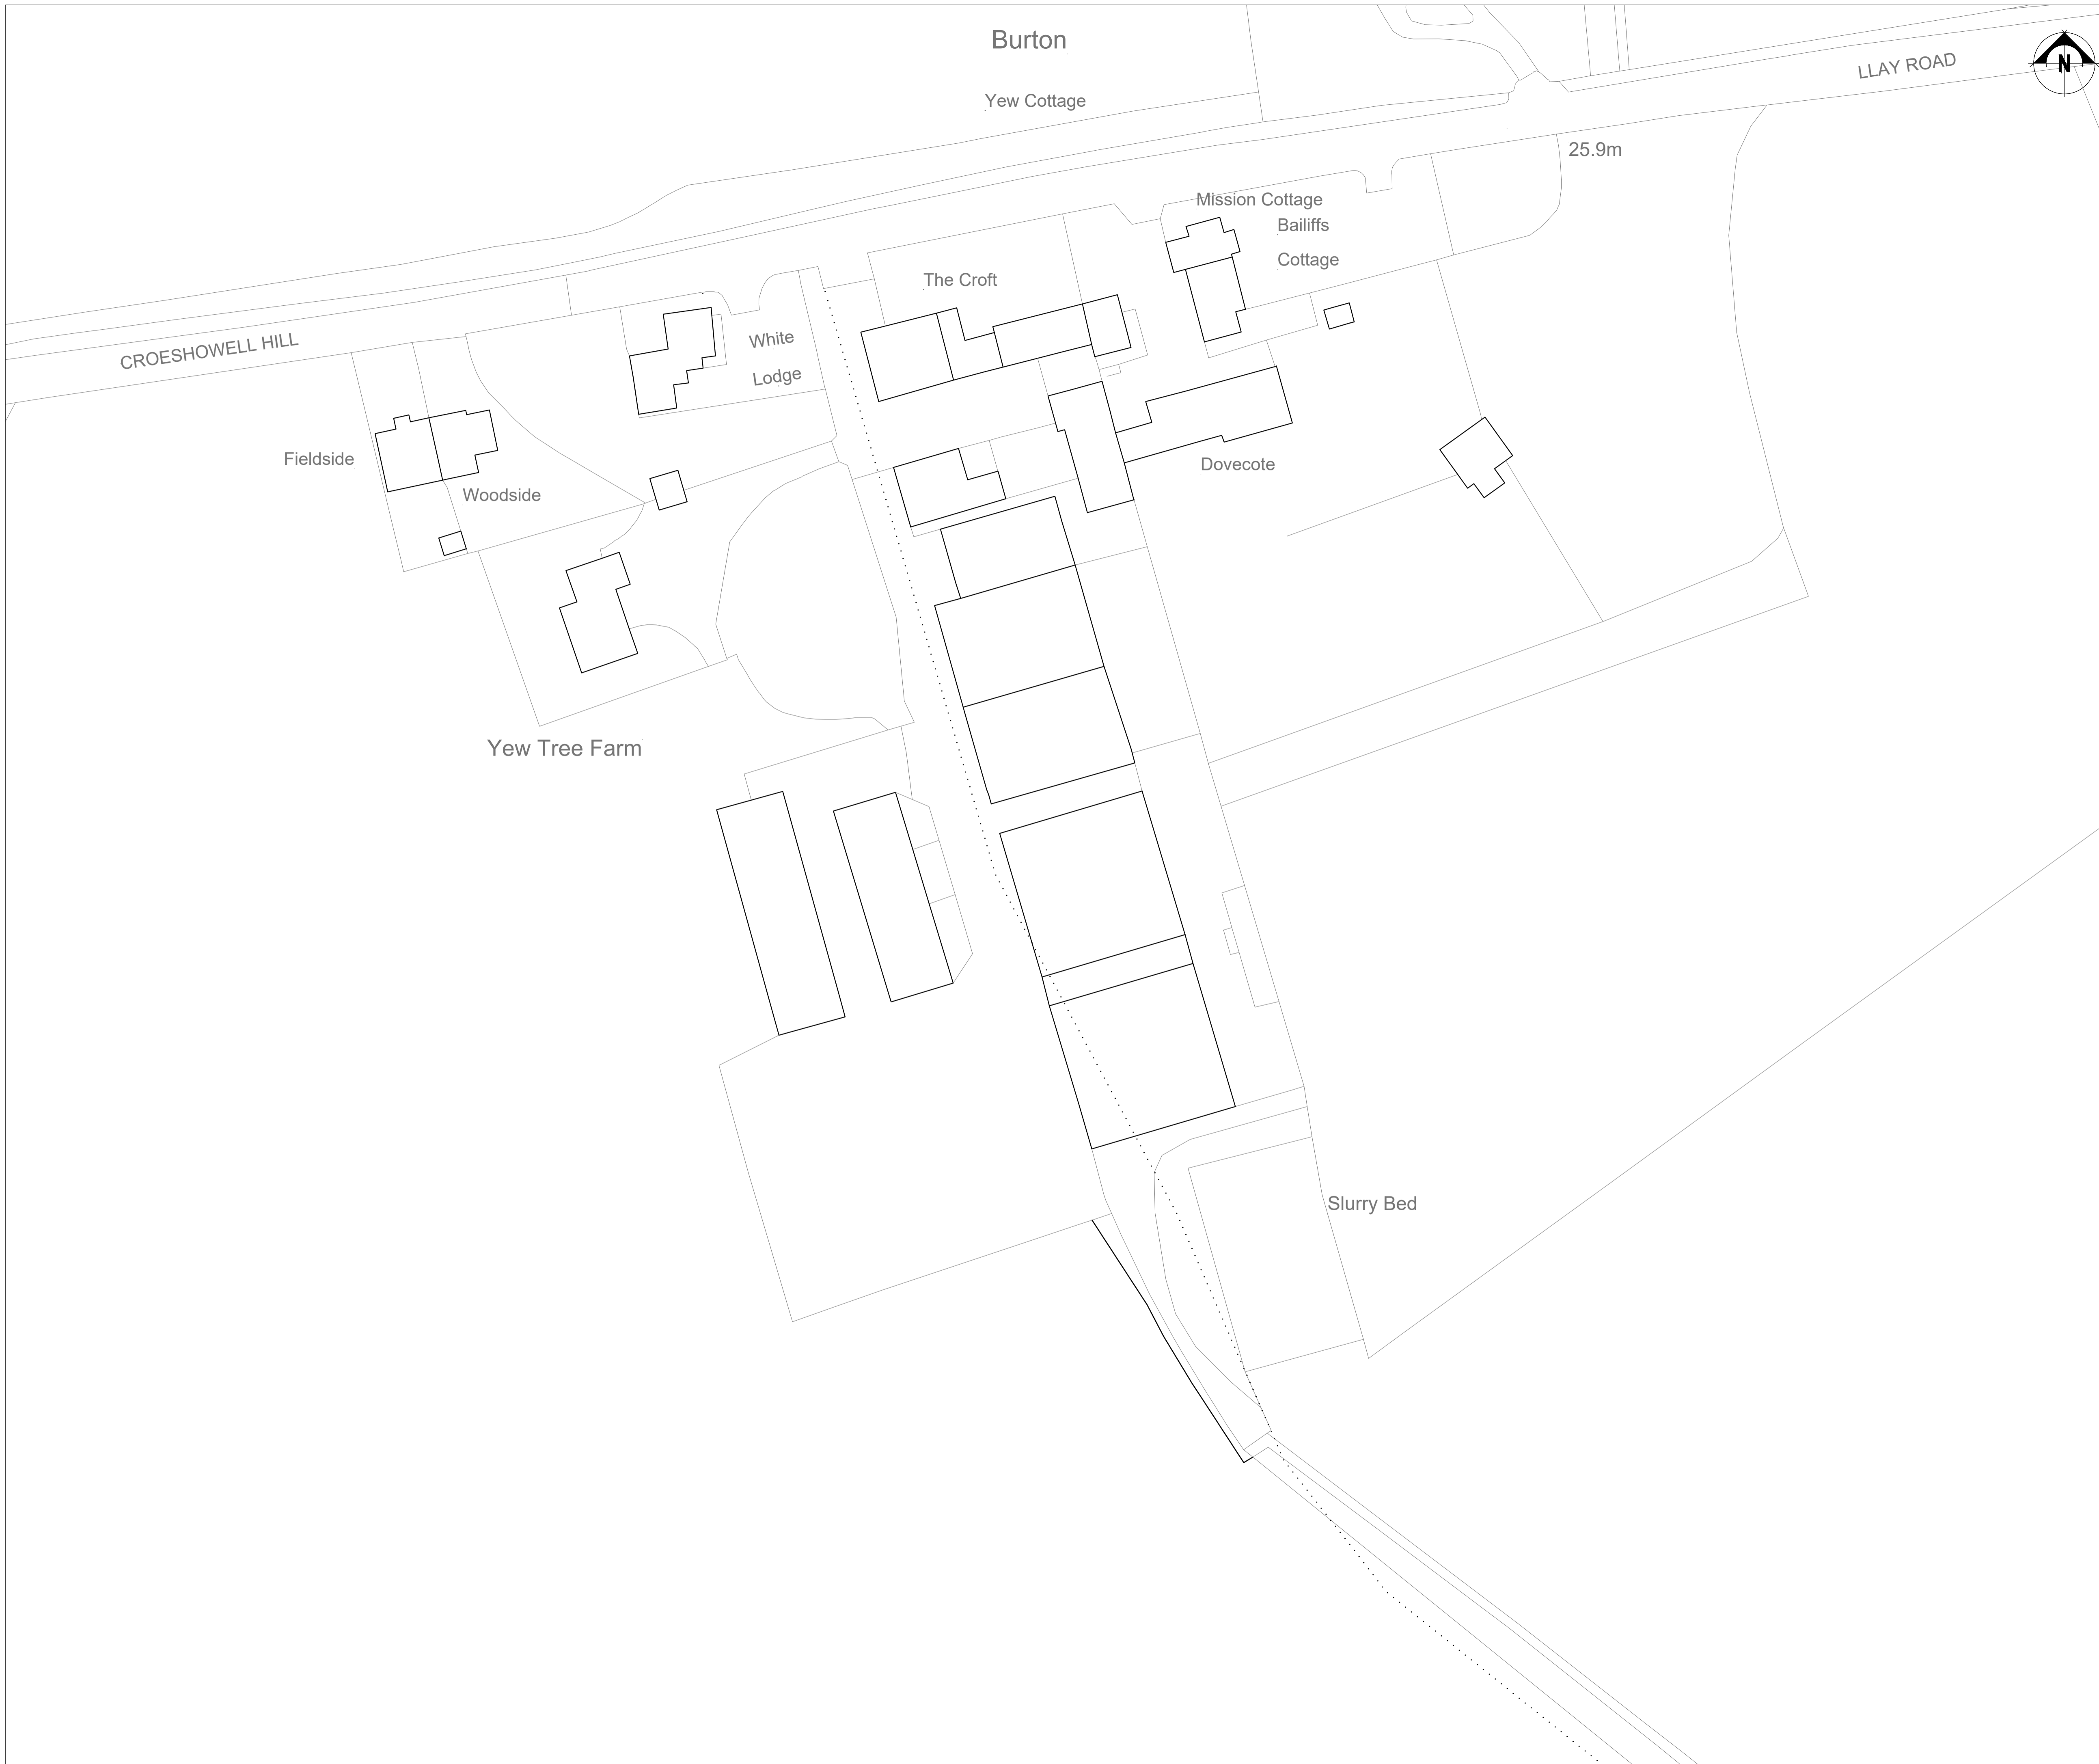 Burton
LLAY ROAD
N
Yew Cottage
25.9m
Mission Cottage
Bailiffs
Cottage
The Croft
CROESHOWELL HILL
White
Lodge
Fieldside
Dovecote
Woodside
Yew Tree Farm
Slurry Bed